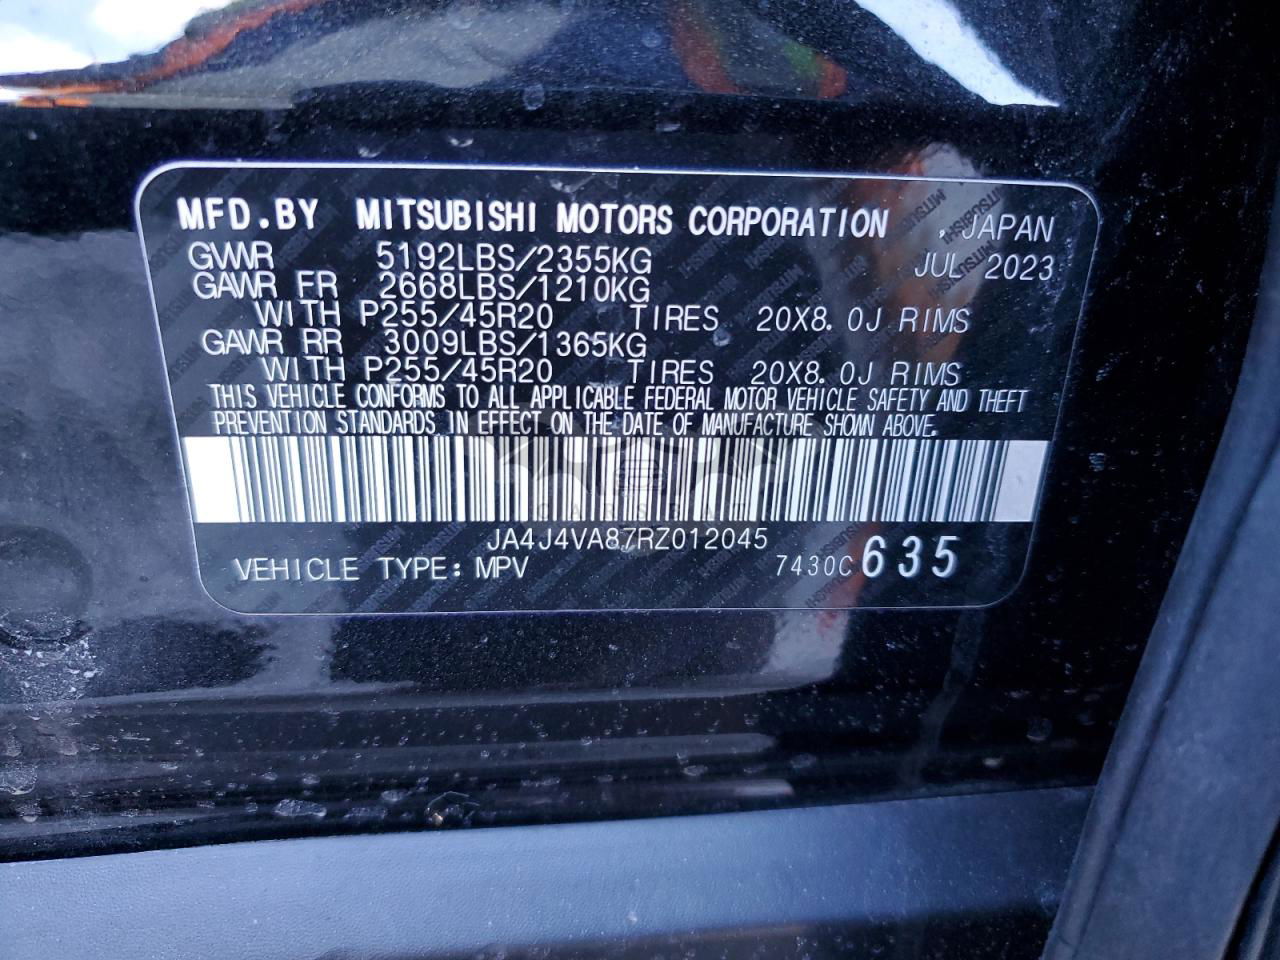 MFD.BY MITSUBISHI MOTORS CORPORATION , JAPAN
GVWR 5192LBS/2355KG JUL 2023
GAWR FR 2668LBS/1210KG
WITH P255/45R20 TIRES 20X8.0J RIMS
GAWR RR 3009LBS/1365KG
WITH P255/45R20 TIRES 20X8.0J RIMS
THIS VEHICLE CONFORMS TO ALL APPLICABLE FEDERAL MOTOR VEHICLE SAFETY AND THEFT
PREVENTION STANDARDS IN EFFECT ON THE DATE OF MANUFACTURE SHOWN ABOVE.
JA4J4VA87RZ012045
VEHICLE TYPE: MPV 7430C 635